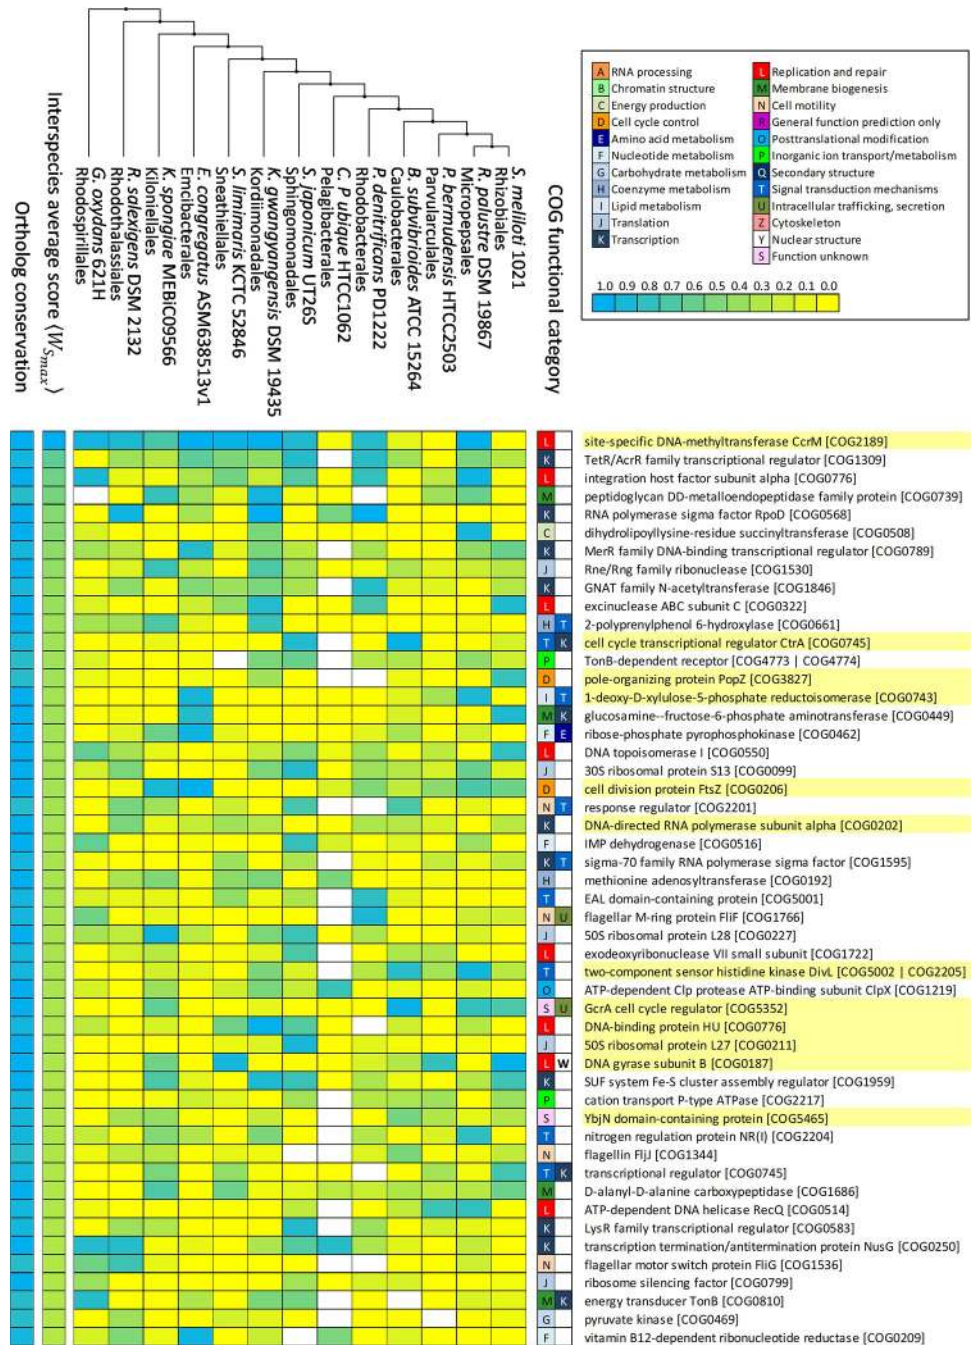 A RNA processing
B Chromatin structure
C Energy production
D Cell cycle control
E Amino acid metabolism
F Nucleotide metabolism
G Carbohydrate metabolism
H Coenzyme metabolism
I Lipid metabolism
J Translation
K Transcription
L Replication and repair
M Membrane biogenesis
N Cell motility
R General function prediction only
O Posttranslational modification
P Inorganic ion transport/metabolism
Q Secondary structure
T Signal transduction mechanisms
U Intracellular trafficking, secretion
Z Cytoskeleton
Y Nuclear structure
S Function unknown
1.0 0.9 0.8 0.7 0.6 0.5 0.4 0.3 0.2 0.1 0.0
COG functional category
S. meliloti 1021
Rhizobiales
R. palustre DSM 19867
Micropepsales
P. bermudensis HTCC2503
Parvularculales
B. subvibrioides ATCC 15264
Caulobacterales
P. denitrificans PD1222
Rhodobacterales
C. P ubique HTCC1062
Pelagibacterales
S. japonicum UT26S
Sphingomonadales
K. gwangyangensis DSM 19435
Kordiimonadales
S. limimaris KCTC 52846
Sneathiellales
E. congregatus ASM638513v1
Emcibacterales
K. spongiae MEBiC09566
Kiloniellales
R. salexigens DSM 2132
Rhodothalassiales
G. oxydans 621H
Rhodospirillales
Interspecies average score ⟨W_Smax⟩
Ortholog conservation
L site-specific DNA-methyltransferase CcrM [COG2189]
K TetR/AcrR family transcriptional regulator [COG1309]
L integration host factor subunit alpha [COG0776]
M peptidoglycan DD-metalloendopeptidase family protein [COG0739]
K RNA polymerase sigma factor RpoD [COG0568]
C dihydrolipoyllysine-residue succinyltransferase [COG0508]
K MerR family DNA-binding transcriptional regulator [COG0789]
J Rne/Rng family ribonuclease [COG1530]
K GNAT family N-acetyltransferase [COG1846]
L excinuclease ABC subunit C [COG0322]
H T 2-polyprenylphenol 6-hydroxylase [COG0661]
T K cell cycle transcriptional regulator CtrA [COG0745]
P TonB-dependent receptor [COG4773 | COG4774]
D pole-organizing protein PopZ [COG3827]
I T 1-deoxy-D-xylulose-5-phosphate reductoisomerase [COG0743]
M K glucosamine--fructose-6-phosphate aminotransferase [COG0449]
F E ribose-phosphate pyrophosphokinase [COG0462]
L DNA topoisomerase I [COG0550]
J 30S ribosomal protein S13 [COG0099]
D cell division protein FtsZ [COG0206]
N T response regulator [COG2201]
K DNA-directed RNA polymerase subunit alpha [COG0202]
F IMP dehydrogenase [COG0516]
K T sigma-70 family RNA polymerase sigma factor [COG1595]
H methionine adenosyltransferase [COG0192]
T EAL domain-containing protein [COG5001]
N U flagellar M-ring protein FliF [COG1766]
J 50S ribosomal protein L28 [COG0227]
L exodeoxyribonuclease VII small subunit [COG1722]
T two-component sensor histidine kinase DivL [COG5002 | COG2205]
O ATP-dependent Clp protease ATP-binding subunit ClpX [COG1219]
S U GcrA cell cycle regulator [COG5352]
L DNA-binding protein HU [COG0776]
J 50S ribosomal protein L27 [COG0211]
L W DNA gyrase subunit B [COG0187]
K SUF system Fe-S cluster assembly regulator [COG1959]
P cation transport P-type ATPase [COG2217]
S YbjN domain-containing protein [COG5465]
T nitrogen regulation protein NR(I) [COG2204]
N flagellin FljJ [COG1344]
T K transcriptional regulator [COG0745]
M D-alanyl-D-alanine carboxypeptidase [COG1686]
L ATP-dependent DNA helicase RecQ [COG0514]
K LysR family transcriptional regulator [COG0583]
K transcription termination/antitermination protein NusG [COG0250]
N flagellar motor switch protein FliG [COG1536]
J ribosome silencing factor [COG0799]
M K energy transducer TonB [COG0810]
G pyruvate kinase [COG0469]
F vitamin B12-dependent ribonucleotide reductase [COG0209]